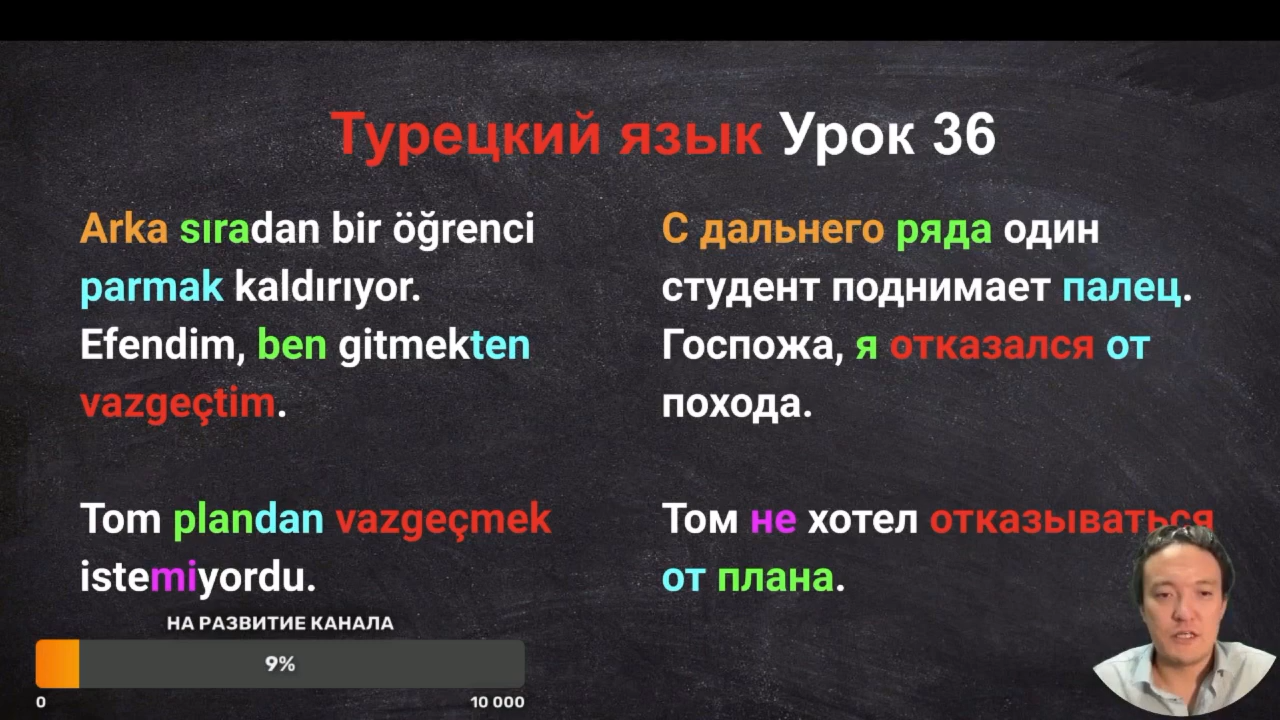 Турецкий язык Урок 36
Arka sıradan bir öğrenci
parmak kaldırıyor.
Efendim, ben gitmekten
vazgeçtim.
Tom plandan vazgeçmek
istemiyordu.
С дальнего ряда один
студент поднимает палец.
Госпожа, я отказался от
похода.
Том не хотел отказываться
от плана.
НА РАЗВИТИЕ КАНАЛА
9%
0
10 000